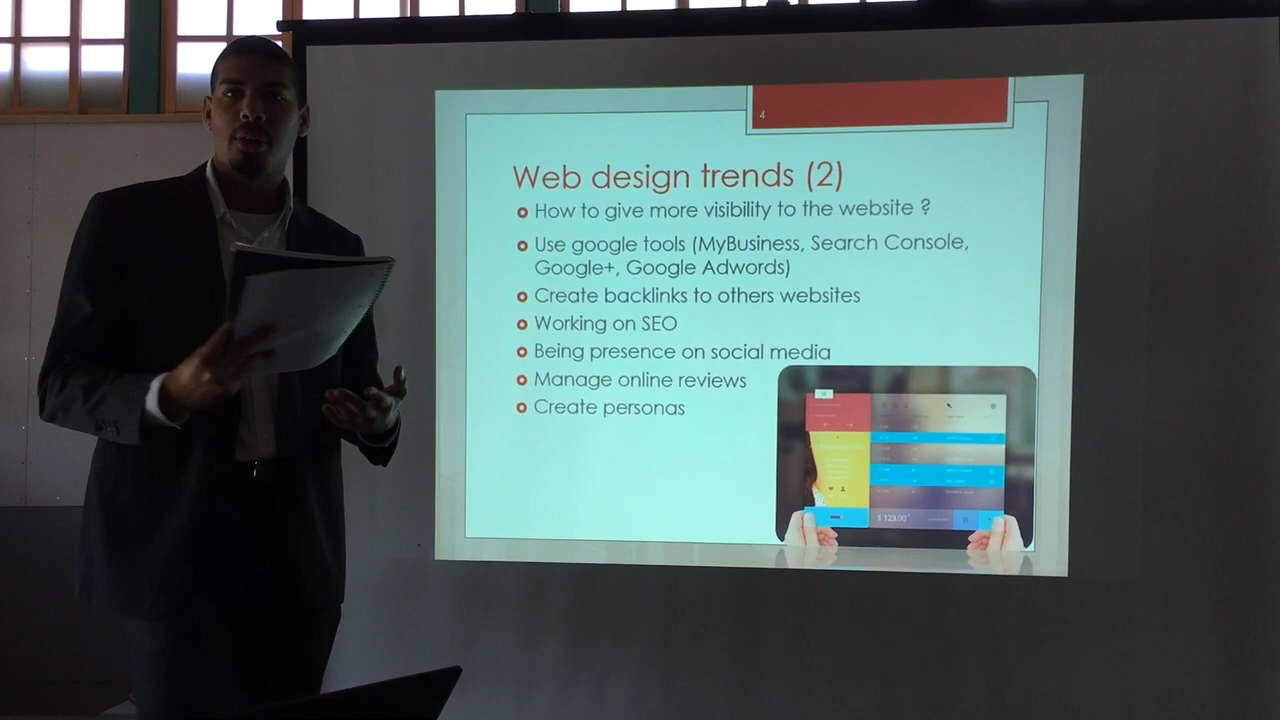 4
Web design trends (2)
How to give more visibility to the website ?
Use google tools (MyBusiness, Search Console,
Google+, Google Adwords)
Create backlinks to others websites
Working on SEO
Being presence on social media
Manage online reviews
Create personas
$ 123.00